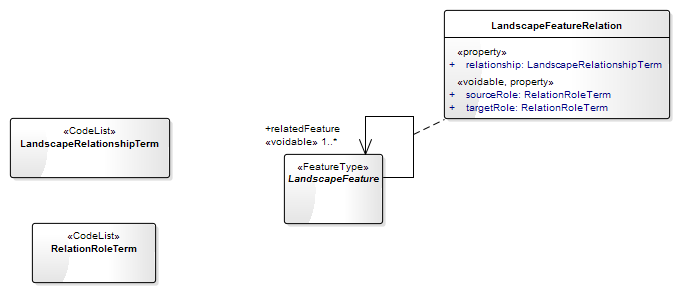 LandscapeFeatureRelation
«property»
+ relationship: LandscapeRelationshipTerm
«voidable, property»
+ sourceRole: RelationRoleTerm
+ targetRole: RelationRoleTerm
«CodeList»
LandscapeRelationshipTerm
+relatedFeature
«voidable» 1..*
«FeatureType»
LandscapeFeature
«CodeList»
RelationRoleTerm